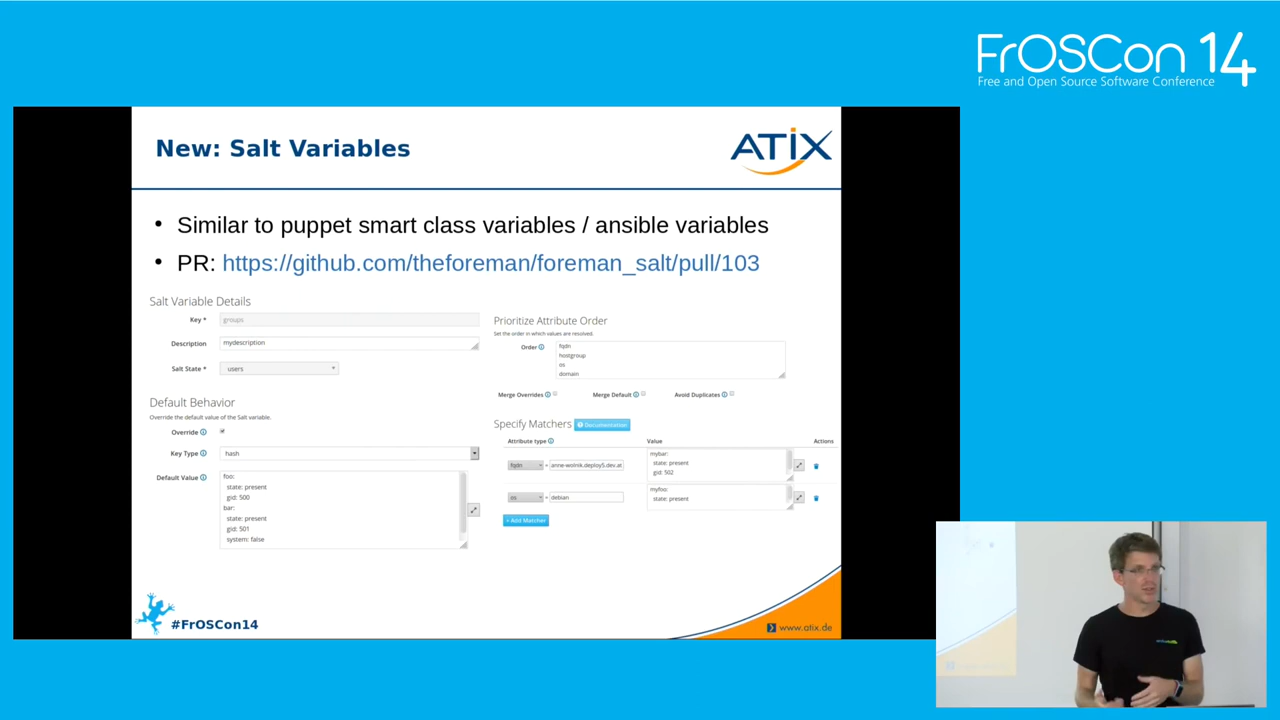 FrOSCon 14
Free and Open Source Software Conference
New: Salt Variables
ATIX
• Similar to puppet smart class variables / ansible variables
• PR: https://github.com/theforeman/foreman_salt/pull/103
Salt Variable Details
Key * groups
Description mydescription
Salt State * users
Default Behavior
Override the default value of the Salt variable.
Override
Key Type hash
Default Value foo:
state: present
gid: 500
bar:
state: present
gid: 501
system: false
Prioritize Attribute Order
Set the order in which values are resolved.
Order fqdn
hostgroup
os
domain
Merge Overrides Merge Default Avoid Duplicates
Specify Matchers Documentation
Attribute type Value Actions
fqdn = anne-wolnik.deploy5.dev.at
mybar:
state: present
gid: 502
os = debian
myfoo:
state: present
+ Add Matcher
#FrOSCon14
www.atix.de